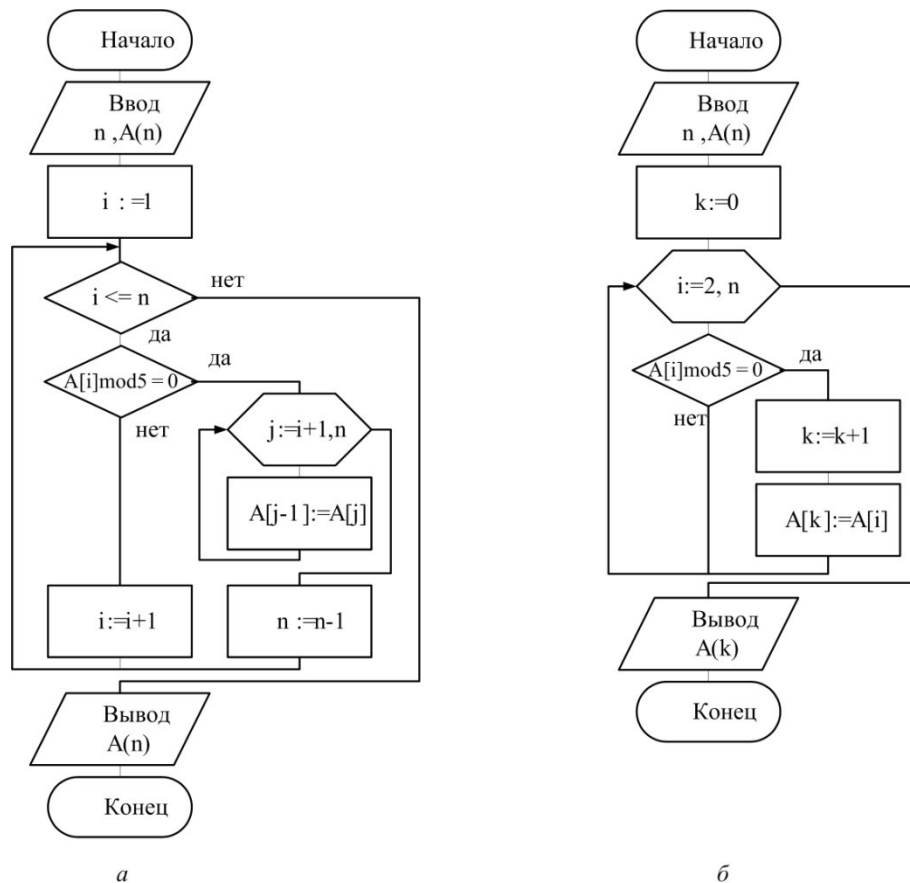 Начало
Ввод
n ,A(n)
i :=1
i <= n
нет
да
A[i]mod5 = 0
да
нет
j:=i+1,n
A[j-1]:=A[j]
i:=i+1
n :=n-1
Вывод
A(n)
Конец
а
Начало
Ввод
n ,A(n)
k:=0
i:=2, n
A[i]mod5 = 0
да
нет
k:=k+1
A[k]:=A[i]
Вывод
A(k)
Конец
б